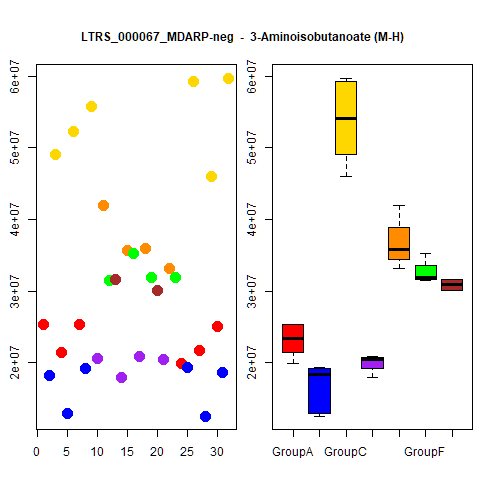 LTRS_000067_MDARP-neg - 3-Aminoisobutanoate (M-H)
6e+07
5e+07
4e+07
3e+07
2e+07
0 5 10 15 20 25 30
6e+07
5e+07
4e+07
3e+07
2e+07
GroupA GroupC GroupF